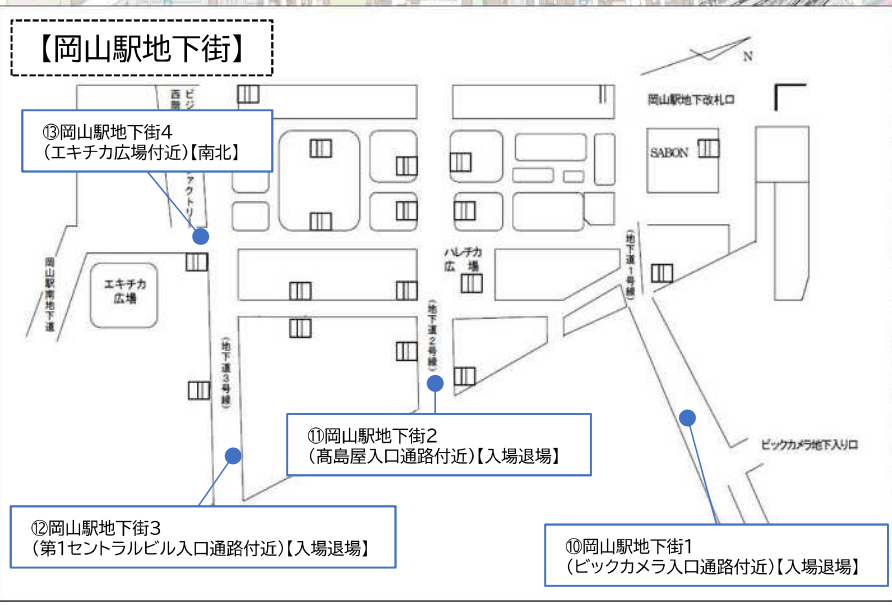 【岡山駅地下街】
N
岡山駅地下改札口
⑬岡山駅地下街4
(エキチカ広場付近)【南北】
SABON
(地下道1号線)
ハレチカ
広 場
エキチカ
広場
岡山駅南地下道
(地下道2号線)
(地下道3号線)
⑪岡山駅地下街2
(髙島屋入口通路付近)【入場退場】
ビックカメラ地下入り口
⑫岡山駅地下街3
(第1セントラルビル入口通路付近)【入場退場】
⑩岡山駅地下街1
(ビックカメラ入口通路付近)【入場退場】